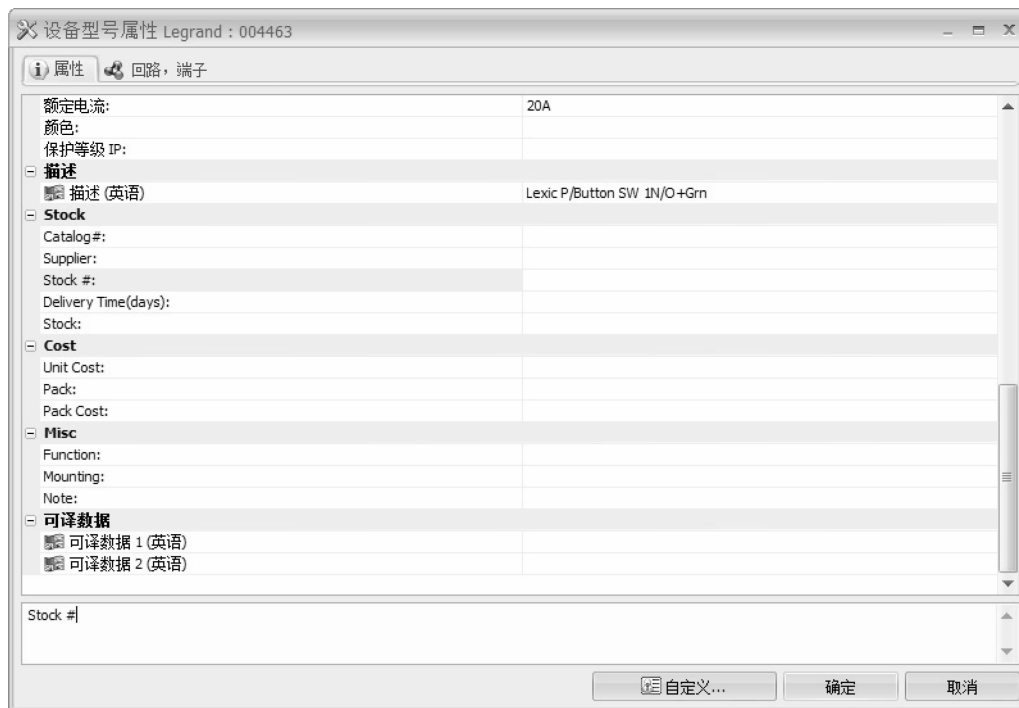 设备型号属性 Legrand : 004463
属性 回路，端子
额定电流: 20A
颜色:
保护等级 IP:
描述
描述 (英语) Lexic P/Button SW 1N/O+Grn
Stock
Catalog#:
Supplier:
Stock #:
Delivery Time(days):
Stock:
Cost
Unit Cost:
Pack:
Pack Cost:
Misc
Function:
Mounting:
Note:
可译数据
可译数据 1 (英语)
可译数据 2 (英语)
Stock #
自定义... 确定 取消